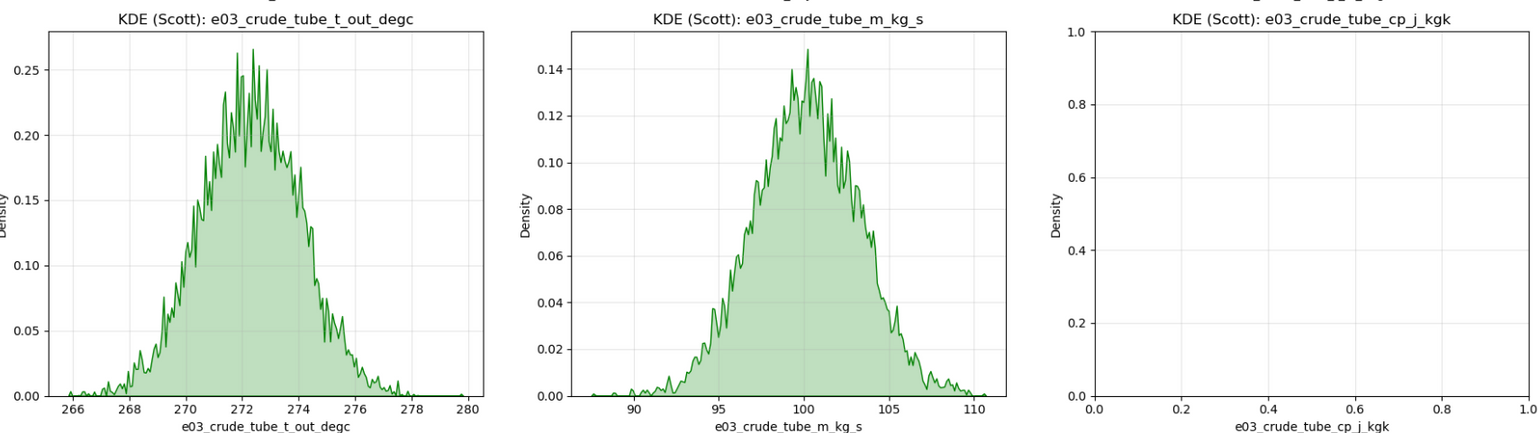 KDE (Scott): e03_crude_tube_t_out_degc
KDE (Scott): e03_crude_tube_m_kg_s
KDE (Scott): e03_crude_tube_cp_j_kgk
0.25
0.20
0.15
0.10
0.05
0.00
Density
266 268 270 272 274 276 278 280
e03_crude_tube_t_out_degc
0.14
0.12
0.10
0.08
0.06
0.04
0.02
0.00
Density
90 95 100 105 110
e03_crude_tube_m_kg_s
1.0
0.8
0.6
0.4
0.2
0.0
Density
0.0 0.2 0.4 0.6 0.8 1.0
e03_crude_tube_cp_j_kgk